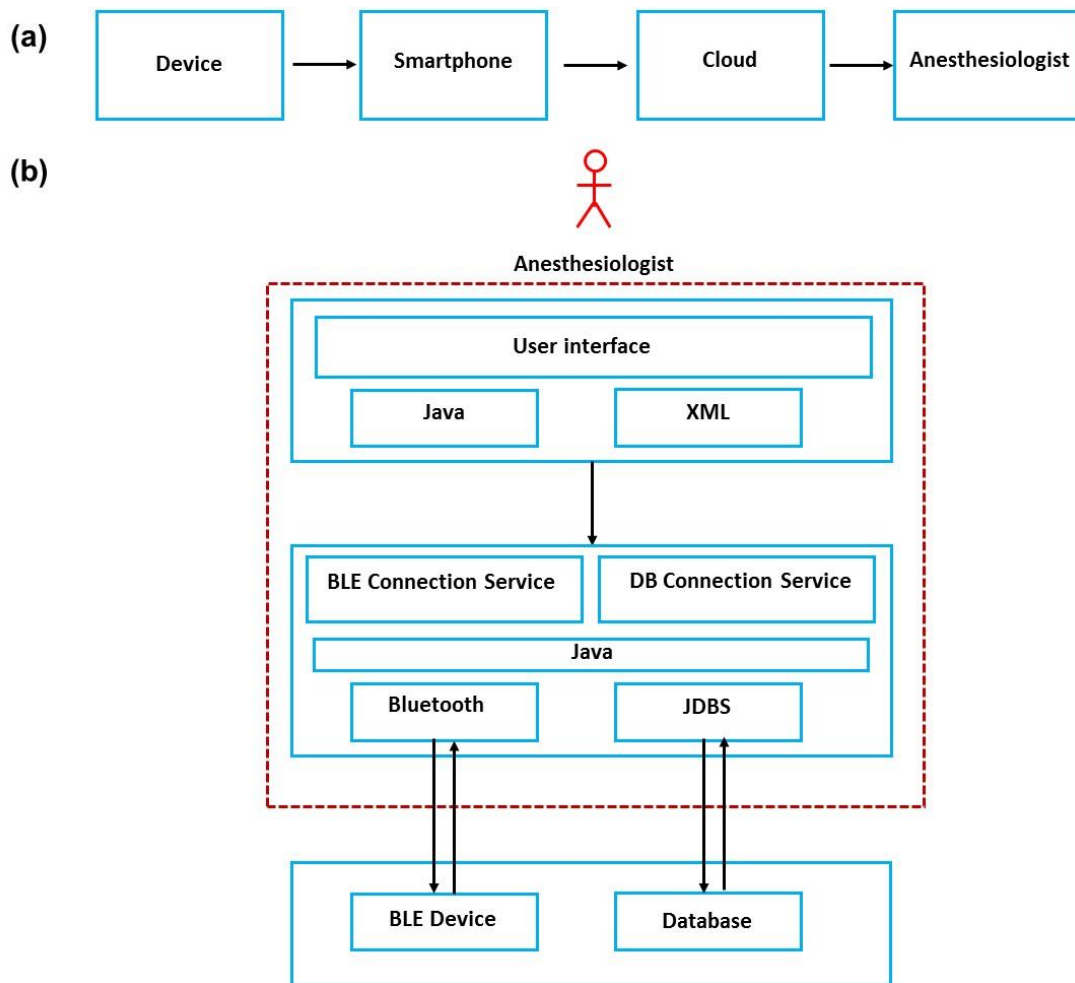 (a)
Device
Smartphone
Cloud
Anesthesiologist
(b)
Anesthesiologist
User interface
Java
XML
BLE Connection Service
DB Connection Service
Java
Bluetooth
JDBS
BLE Device
Database